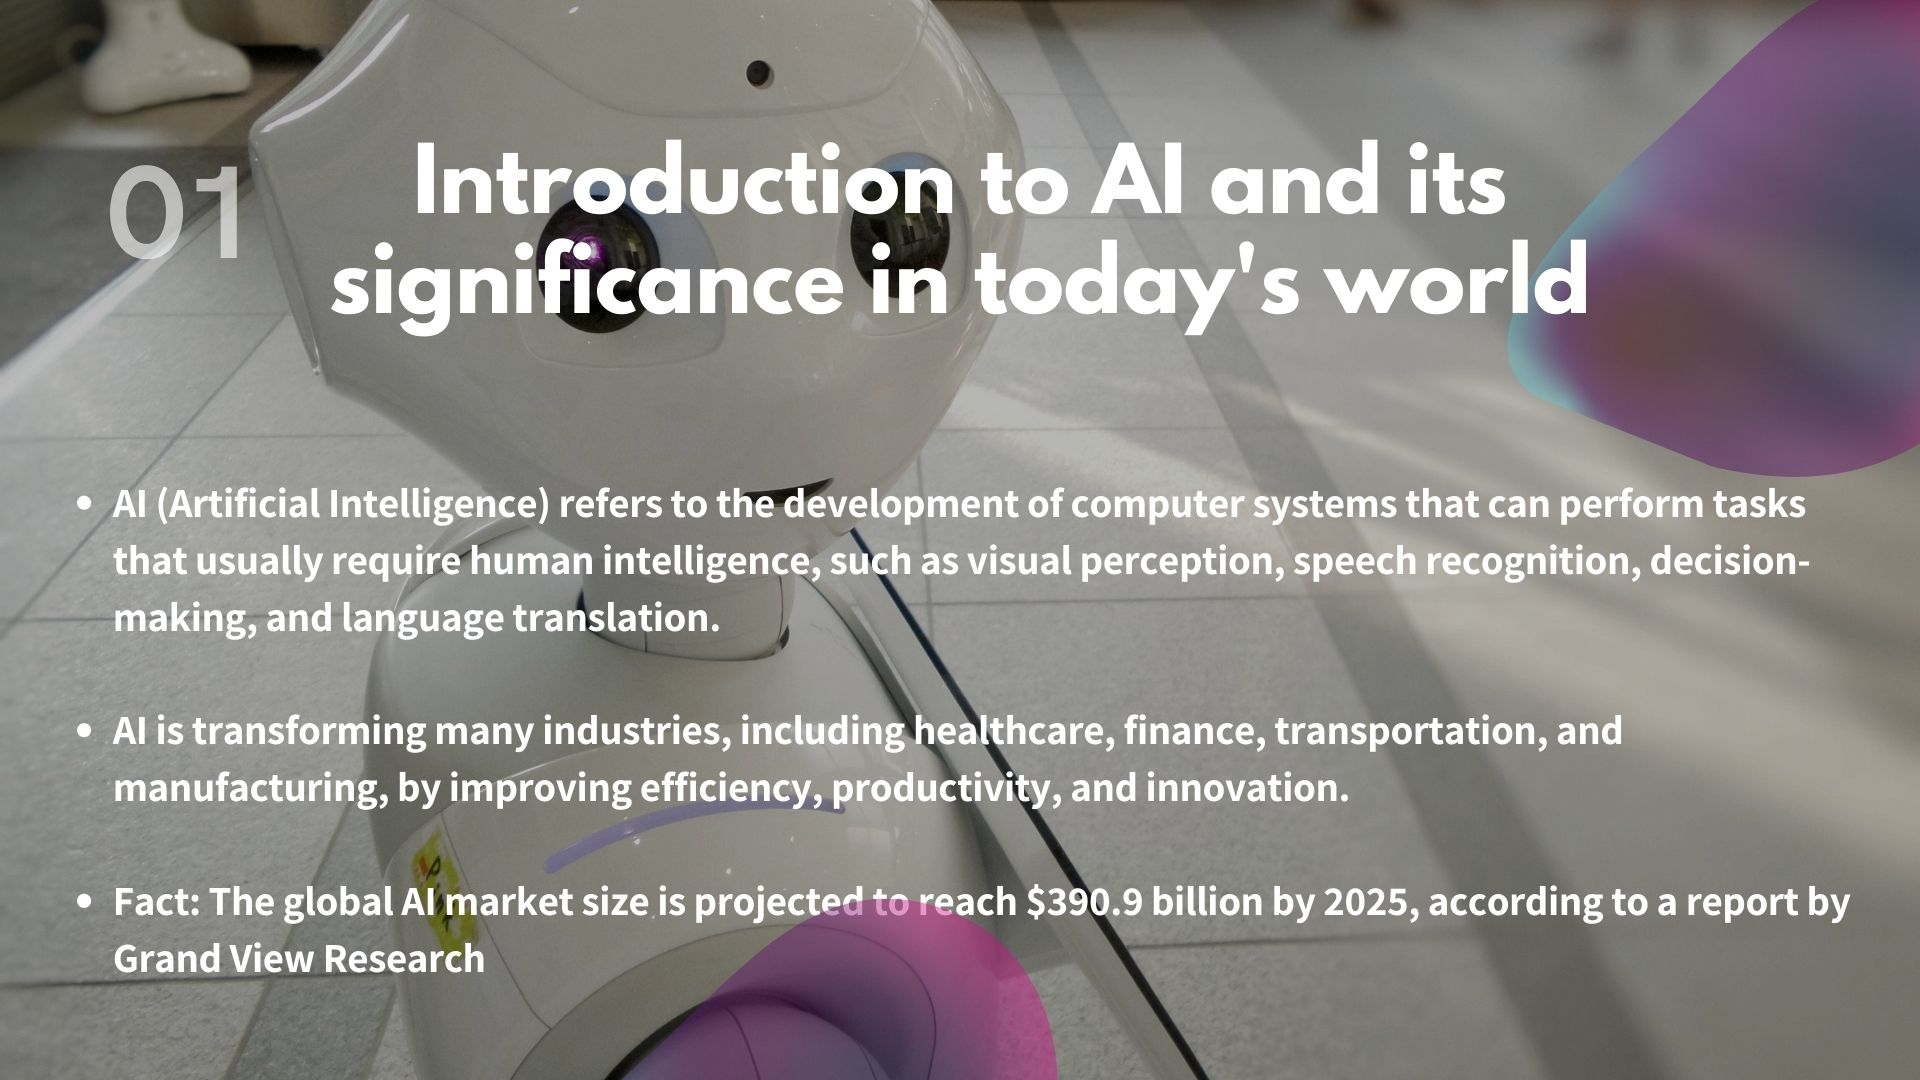 01
Introduction to AI and its
significance in today's world
• AI (Artificial Intelligence) refers to the development of computer systems that can perform tasks
that usually require human intelligence, such as visual perception, speech recognition, decision-
making, and language translation.
• AI is transforming many industries, including healthcare, finance, transportation, and
manufacturing, by improving efficiency, productivity, and innovation.
• Fact: The global AI market size is projected to reach $390.9 billion by 2025, according to a report by
Grand View Research